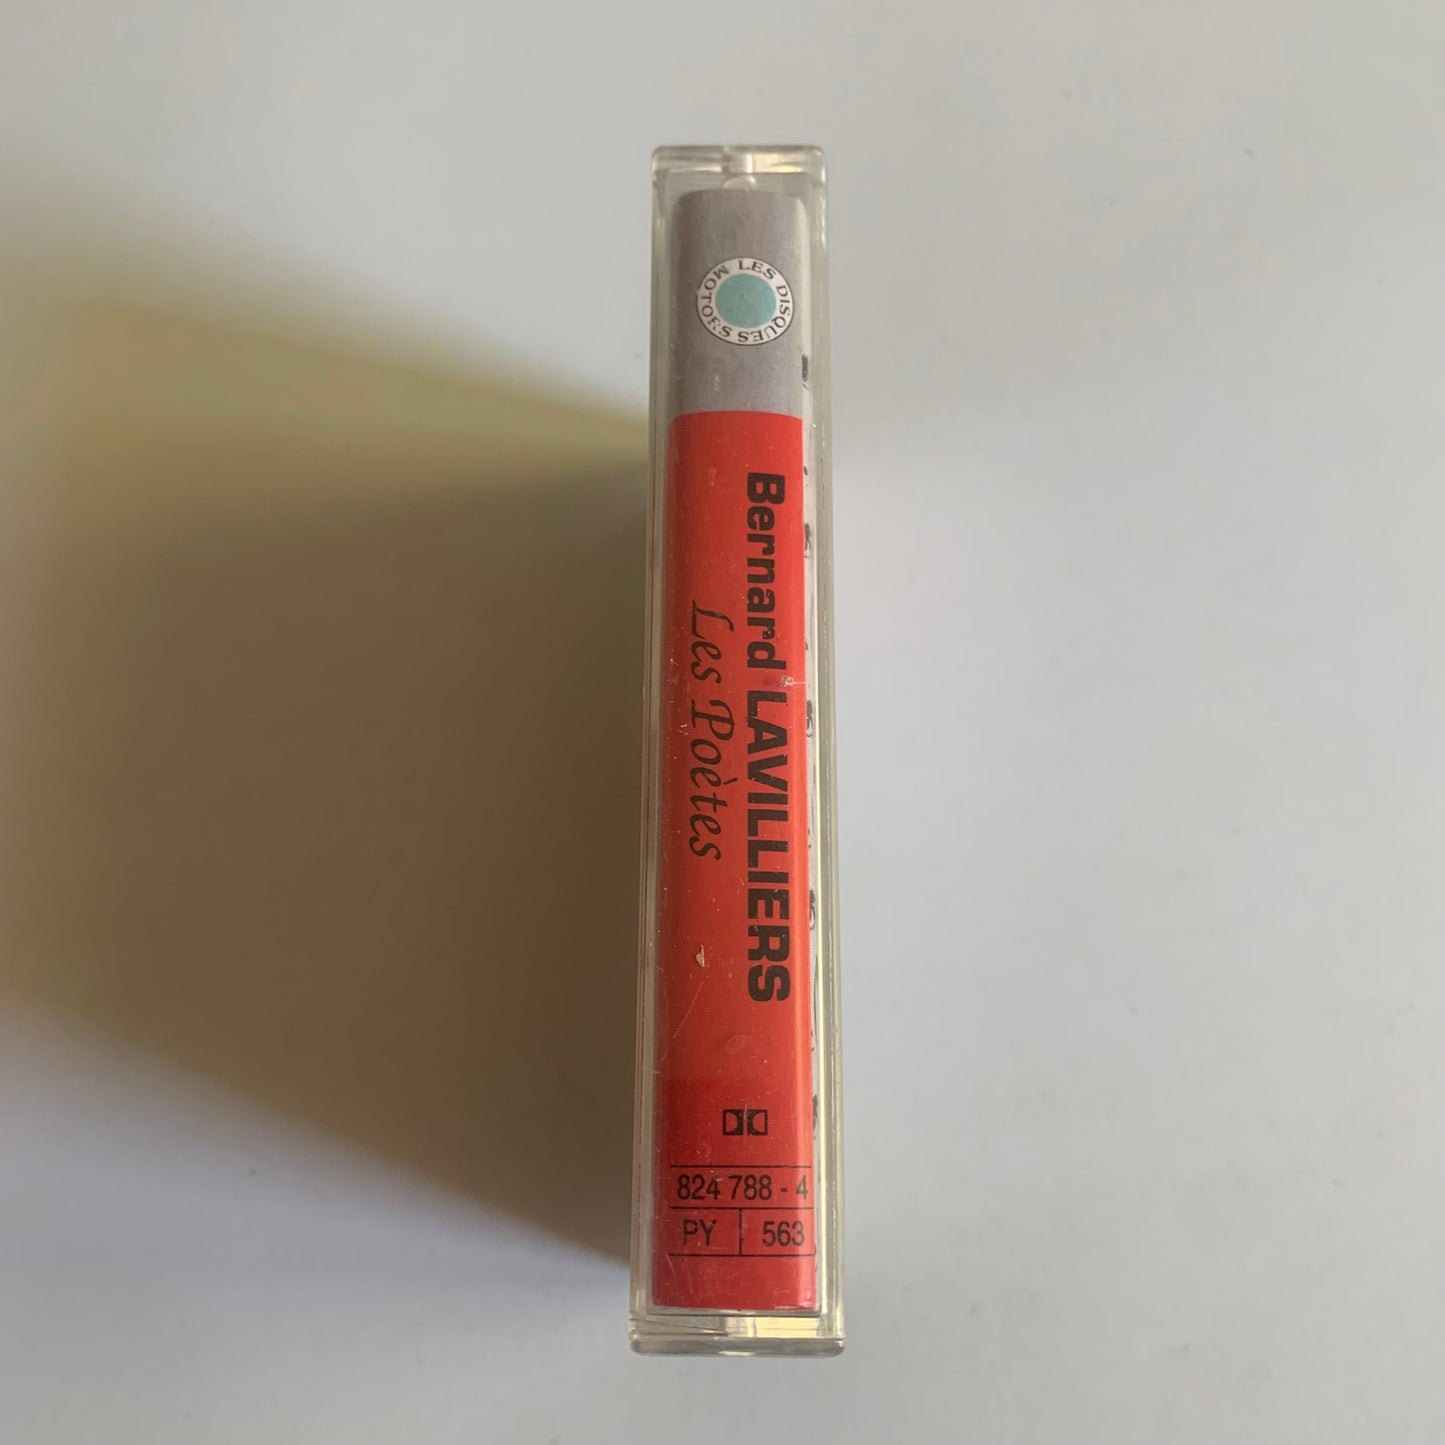 LES DISQUES MOTORS
Bernard LAVILLIERS
Les Poètes
824 788 - 4
PY 563